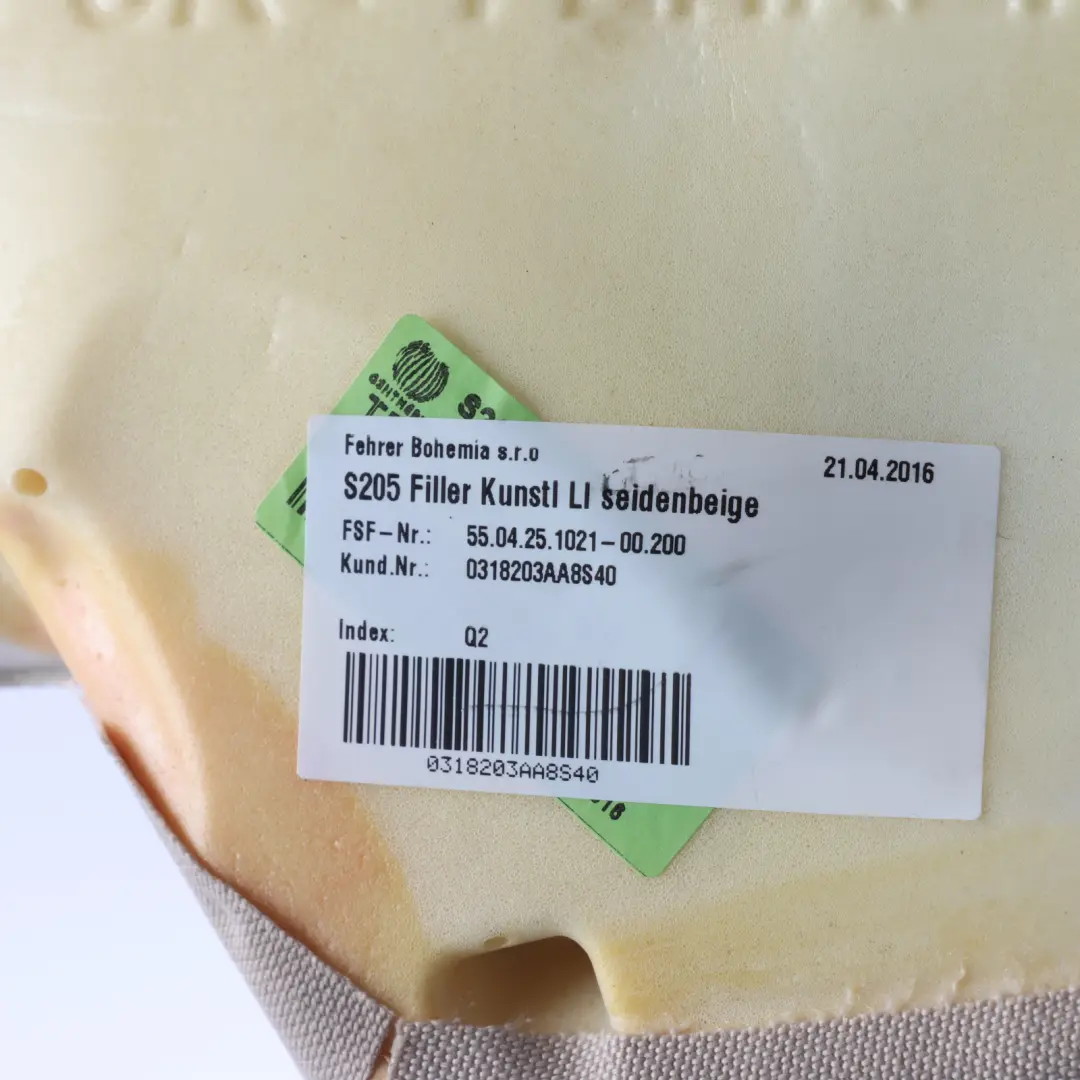 Fehrer Bohemia s.r.o
21.04.2016
S205 Filler Kunstl LI seidenbeige
FSF-Nr.: 55.04.25.1021-00.200
Kund.Nr.: 0318203AA8S40
Index: Q2
0318203AA8S40